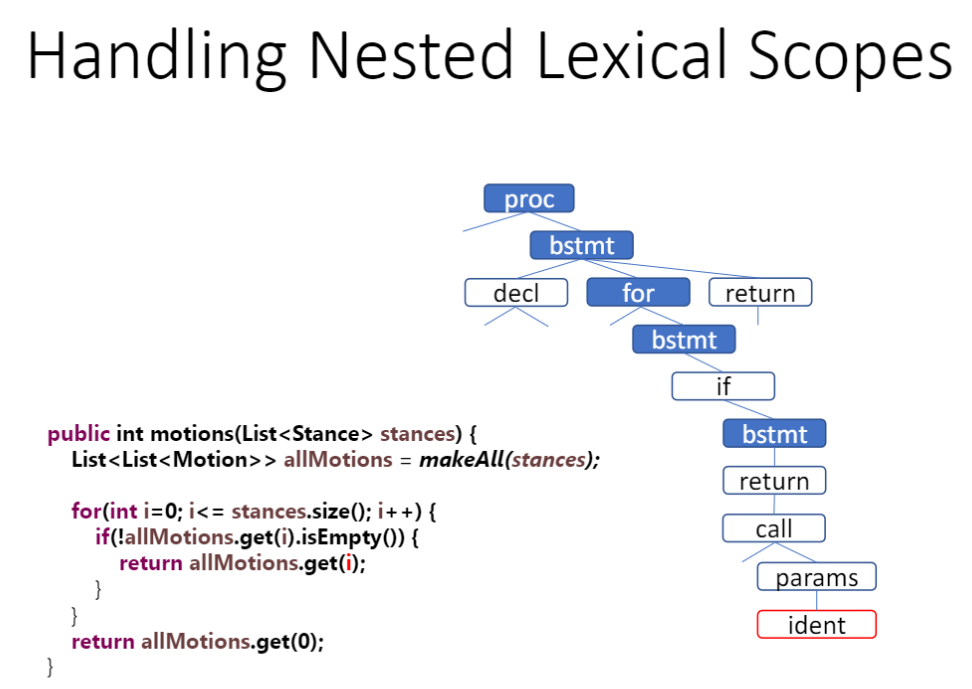 Handling Nested Lexical Scopes
proc
bstmt
decl for return
bstmt
if
bstmt
return
call
params
ident
public int motions(List<Stance> stances) {
List<List<Motion>> allMotions = makeAll(stances);
for(int i=0; i<= stances.size(); i++) {
if(!allMotions.get(i).isEmpty()) {
return allMotions.get(i);
}
}
return allMotions.get(0);
}